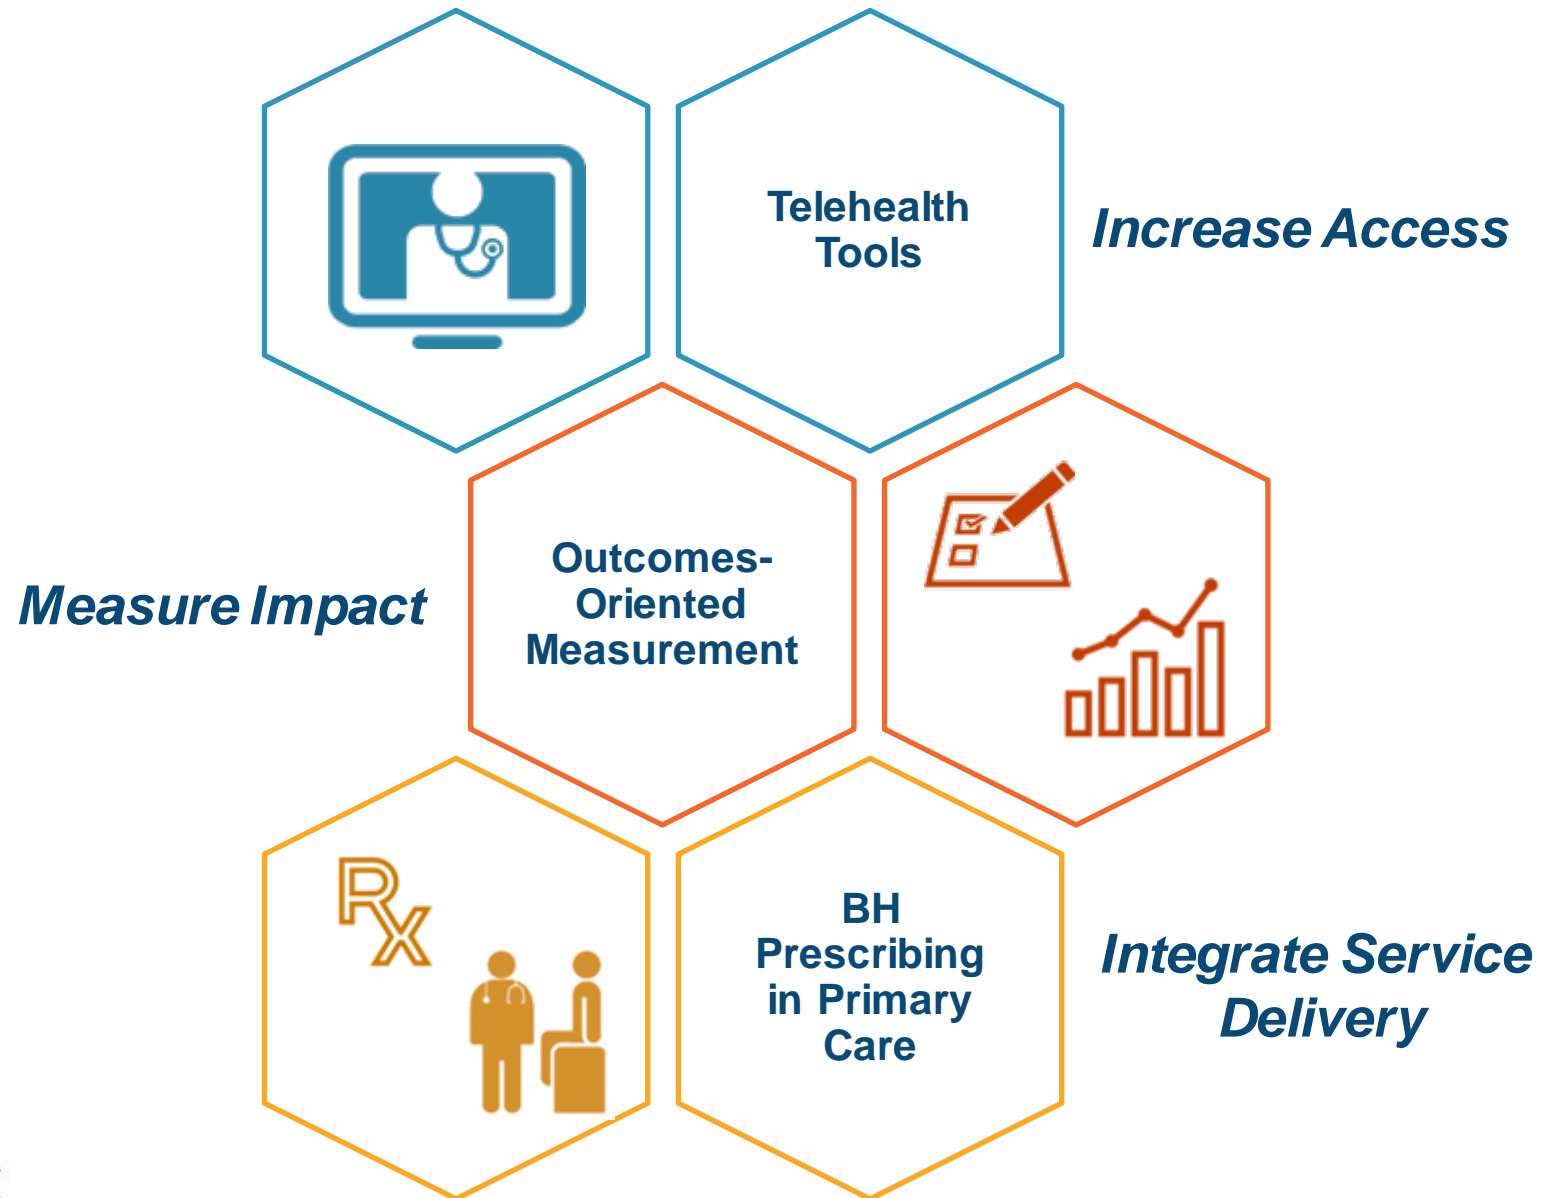 Telehealth
Tools
Increase Access
Measure Impact
Outcomes-
Oriented
Measurement
Rx
BH
Prescribing
in Primary
Care
Integrate Service
Delivery